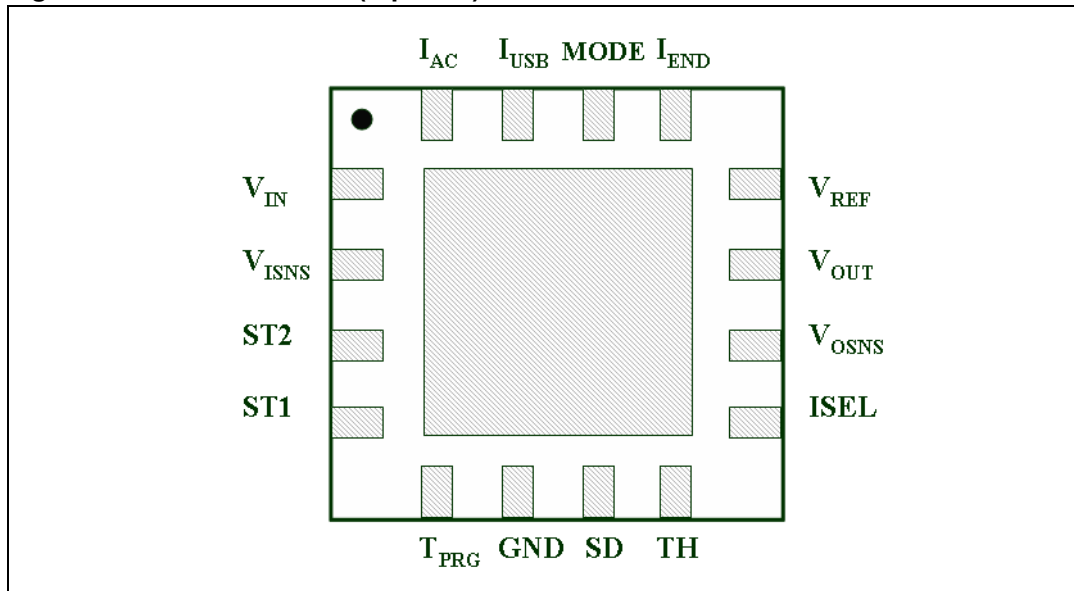 I_AC I_USB MODE I_END
V_IN V_REF
V_ISNS V_OUT
ST2 V_OSNS
ST1 ISEL
T_PRG GND SD TH